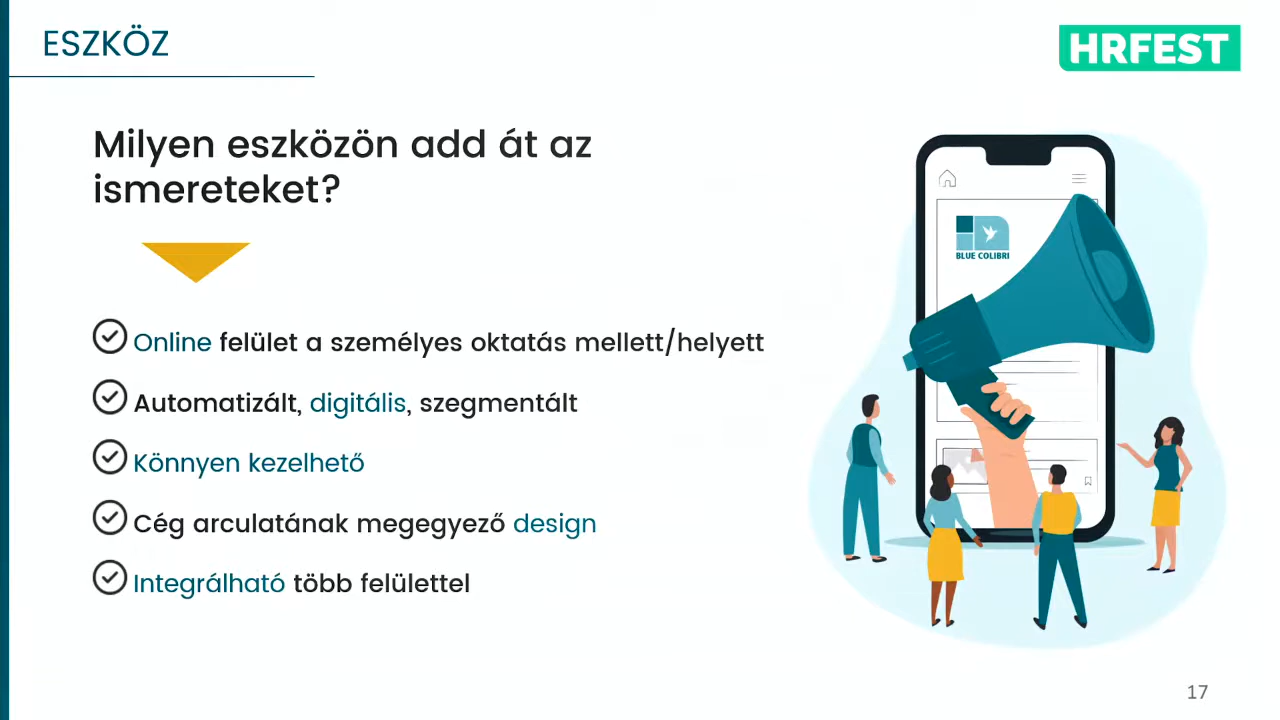 ESZKÖZ
HRFEST
Milyen eszközön add át az
ismereteket?
BLUE COLIBRI
Online felület a személyes oktatás mellett/helyett
Automatizált, digitális, szegmentált
Könnyen kezelhető
Cég arculatának megegyező design
Integrálható több felülettel
17